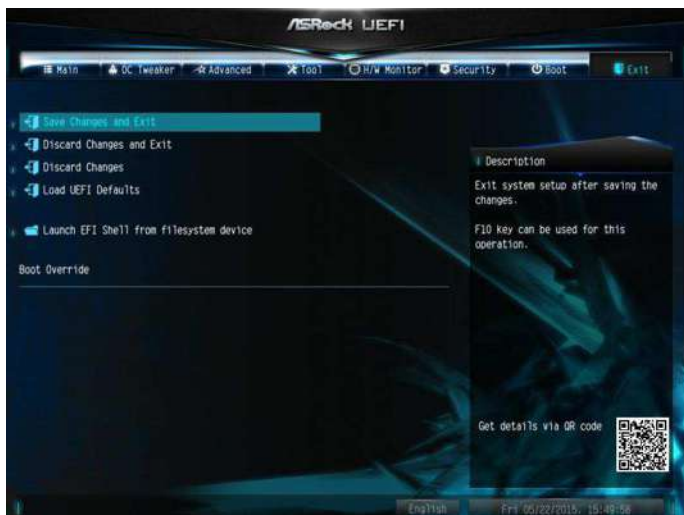 ASRock UEFI
Main OC Tweaker Advanced Tool H/W Monitor Security Boot Exit
Save Changes and Exit
Discard Changes and Exit
Discard Changes
Load UEFI Defaults
Launch EFI Shell from filesystem device
Boot Override
Description
Exit system setup after saving the
changes.
F10 key can be used for this
operation.
Get details via QR code
English Fri 05/22/2015, 15:49:58